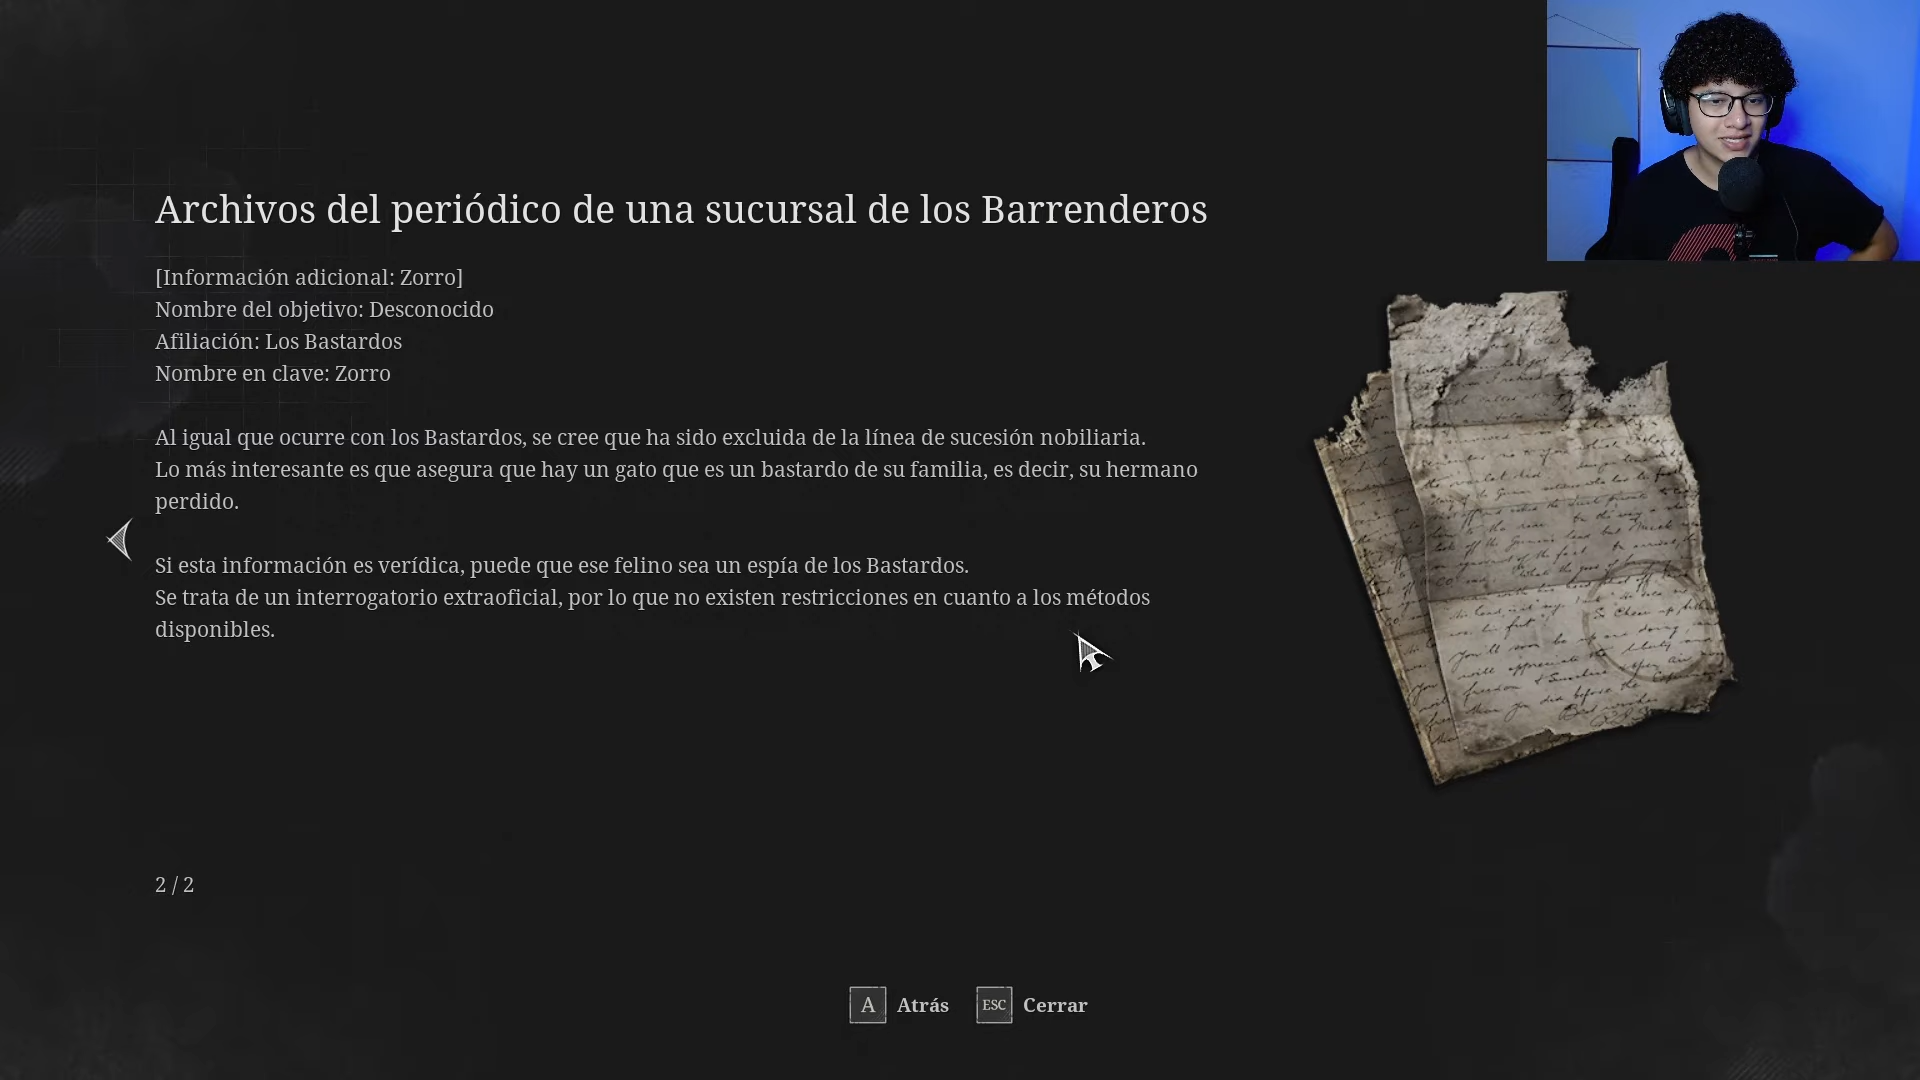 Archivos del periódico de una sucursal de los Barrenderos
[Información adicional: Zorro]
Nombre del objetivo: Desconocido
Afiliación: Los Bastardos
Nombre en clave: Zorro
Al igual que ocurre con los Bastardos, se cree que ha sido excluida de la línea de sucesión nobiliaria.
Lo más interesante es que asegura que hay un gato que es un bastardo de su familia, es decir, su hermano
perdido.
Si esta información es verídica, puede que ese felino sea un espía de los Bastardos.
Se trata de un interrogatorio extraoficial, por lo que no existen restricciones en cuanto a los métodos
disponibles.
2 / 2
A Atrás ESC Cerrar